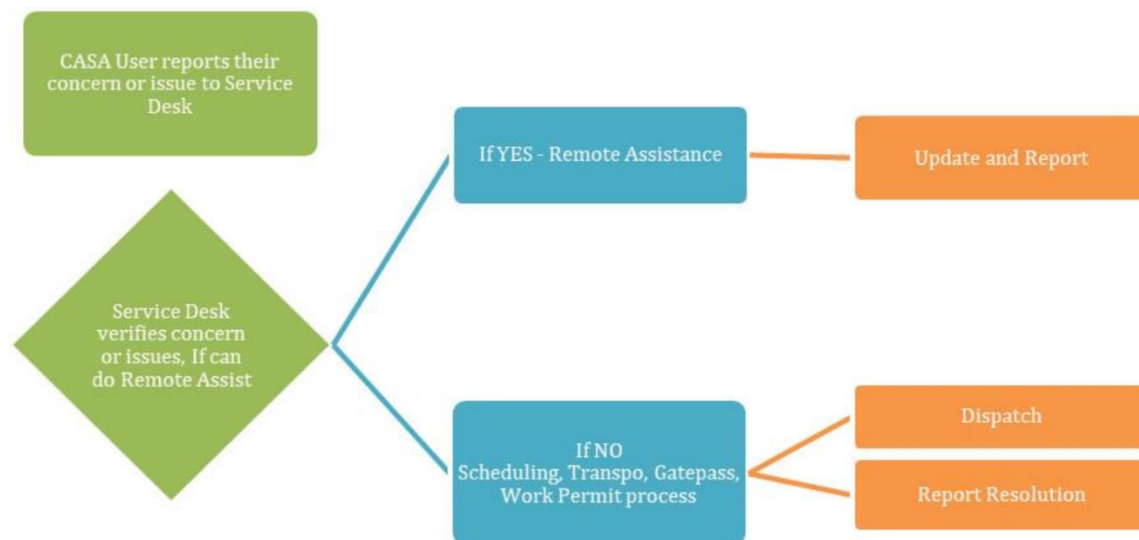 CASA User reports their
concern or issue to Service
Desk
Service Desk
verifies concern
or issues, If can
do Remote Assist
If YES - Remote Assistance
Update and Report
If NO
Scheduling, Transpo, Gatepass,
Work Permit process
Dispatch
Report Resolution